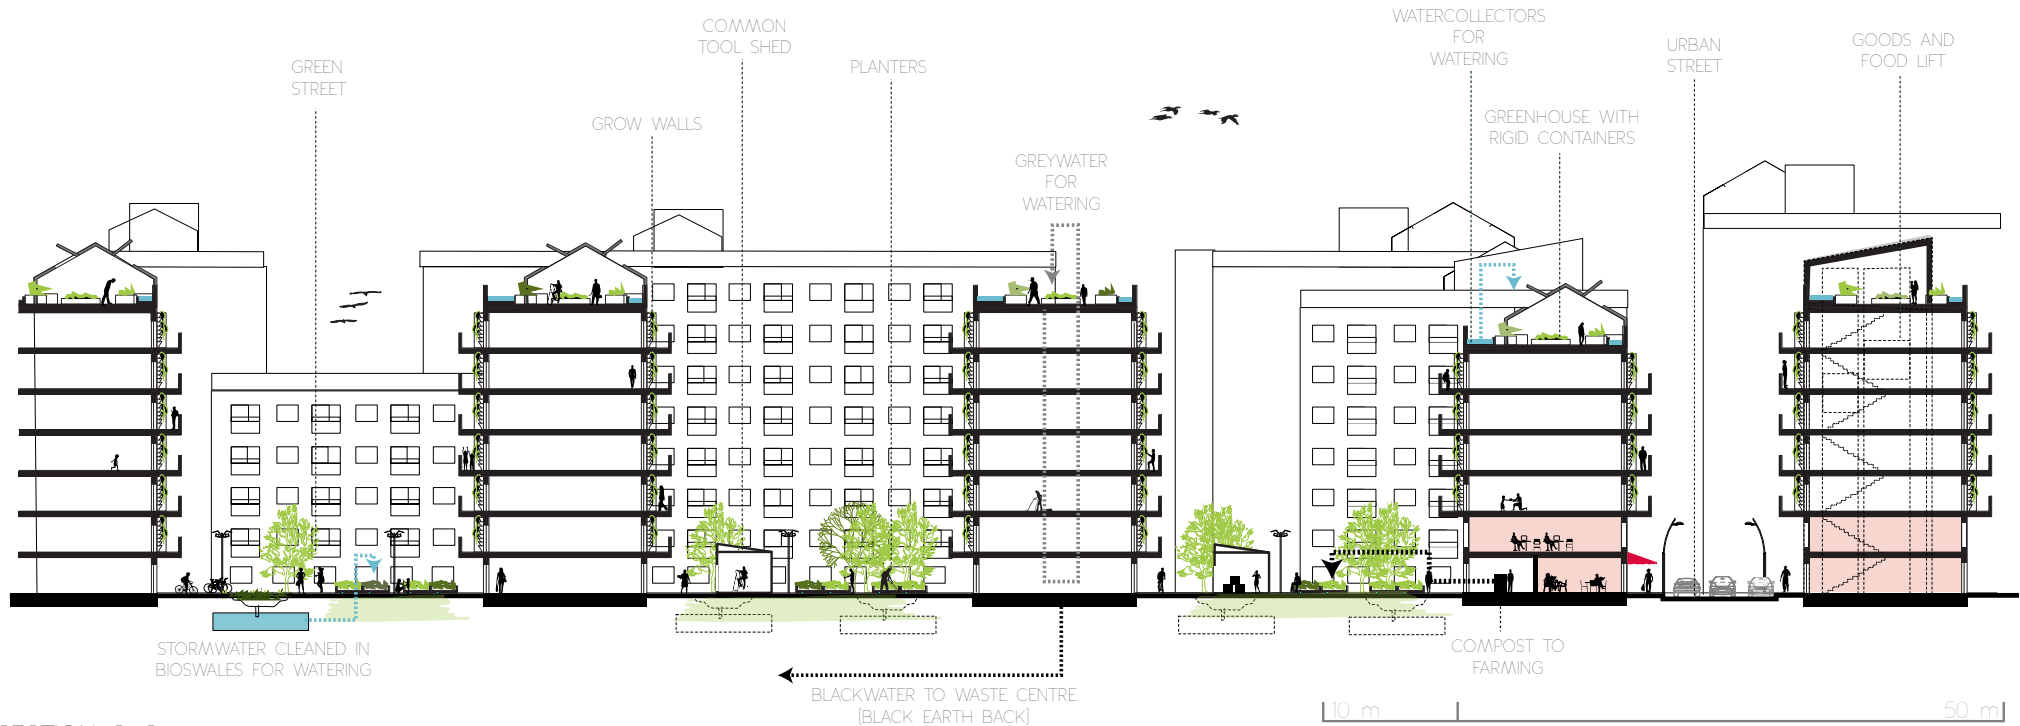 COMMON
TOOL SHED
WATERCOLLECTORS
FOR
WATERING
URBAN
STREET
GOODS AND
FOOD LIFT
GREEN
STREET
PLANTERS
GROW WALLS
GREENHOUSE WITH
RIGID CONTAINERS
GREYWATER
FOR
WATERING
STORMWATER CLEANED IN
BIOSWALES FOR WATERING
COMPOST TO
FARMING
BLACKWATER TO WASTE CENTRE
(BLACK EARTH BACK)
10 m
50 m